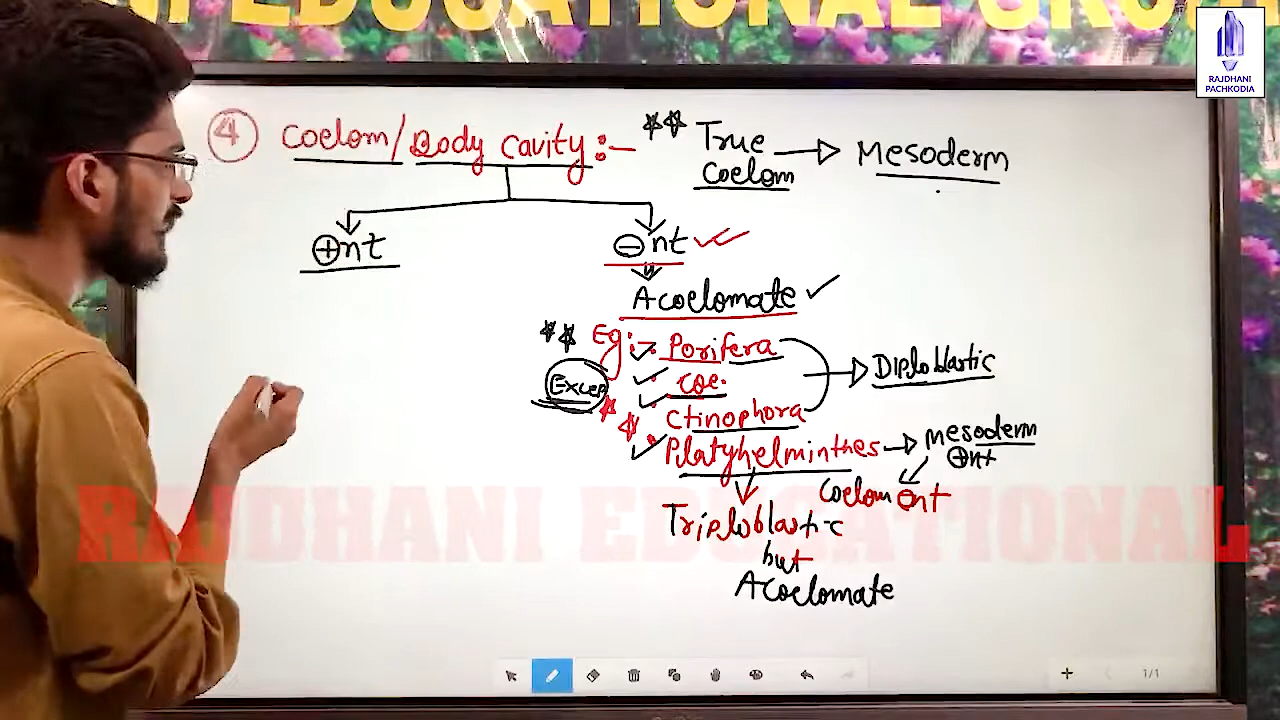 EDUCATIONAL GRO
RAJDHANI
PACHKODIA
④ Coelom/Body Cavity:-
** True Coelom → Mesoderm
⊕nt
⊖nt
Acoelomate
** Eg:- Porifera
Coe.
Ctinophora
Diploblastic
Excep
** Platyhelminthes → Mesoderm
⊕nt
Coelom ⊖nt
Triploblastic
but
Acoelomate
RAJDHANI EDUCATIONAL
1/1